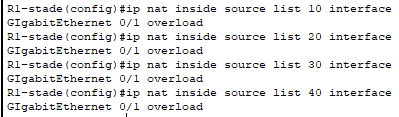 R1-stade(config)#ip nat inside source list 10 interface
GIgabitEthernet 0/1 overload
R1-stade(config)#ip nat inside source list 20 interface
GIgabitEthernet 0/1 overload
R1-stade(config)#ip nat inside source list 30 interface
GIgabitEthernet 0/1 overload
R1-stade(config)#ip nat inside source list 40 interface
GIgabitEthernet 0/1 overload